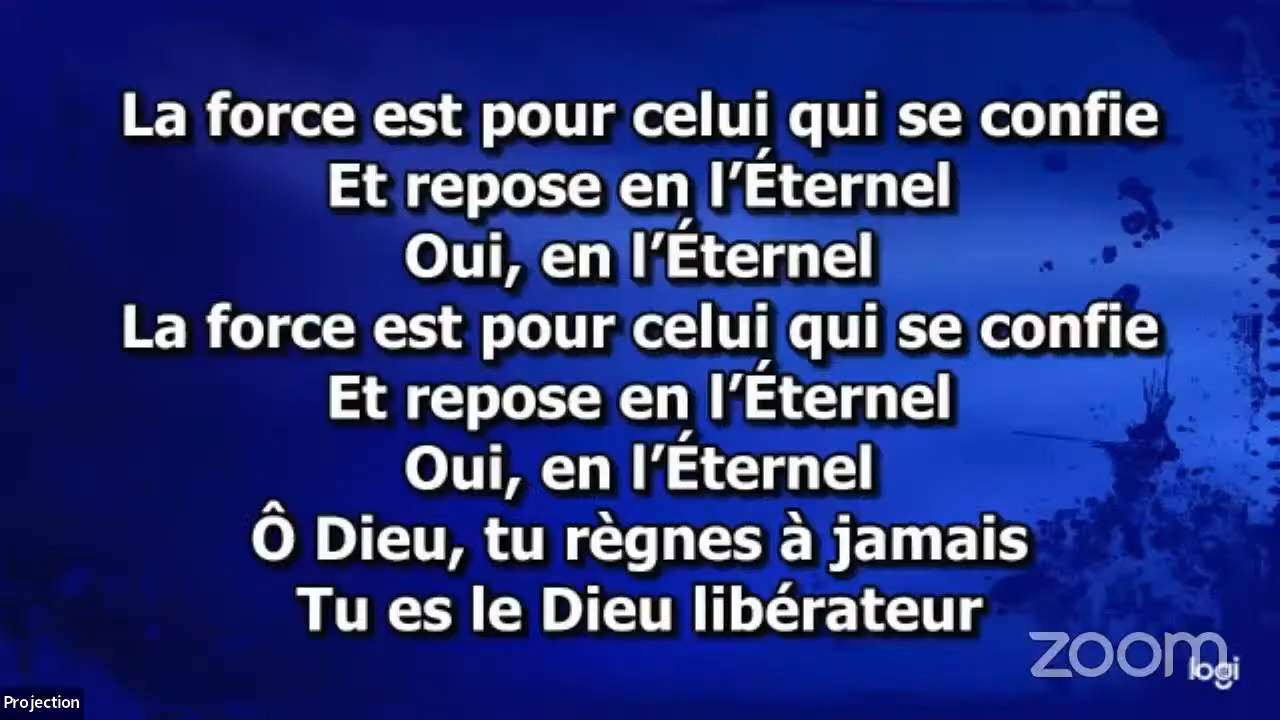 La force est pour celui qui se confie
Et repose en l’Éternel
Oui, en l’Éternel
La force est pour celui qui se confie
Et repose en l’Éternel
Oui, en l’Éternel
Ô Dieu, tu règnes à jamais
Tu es le Dieu libérateur
zoom
logi
Projection